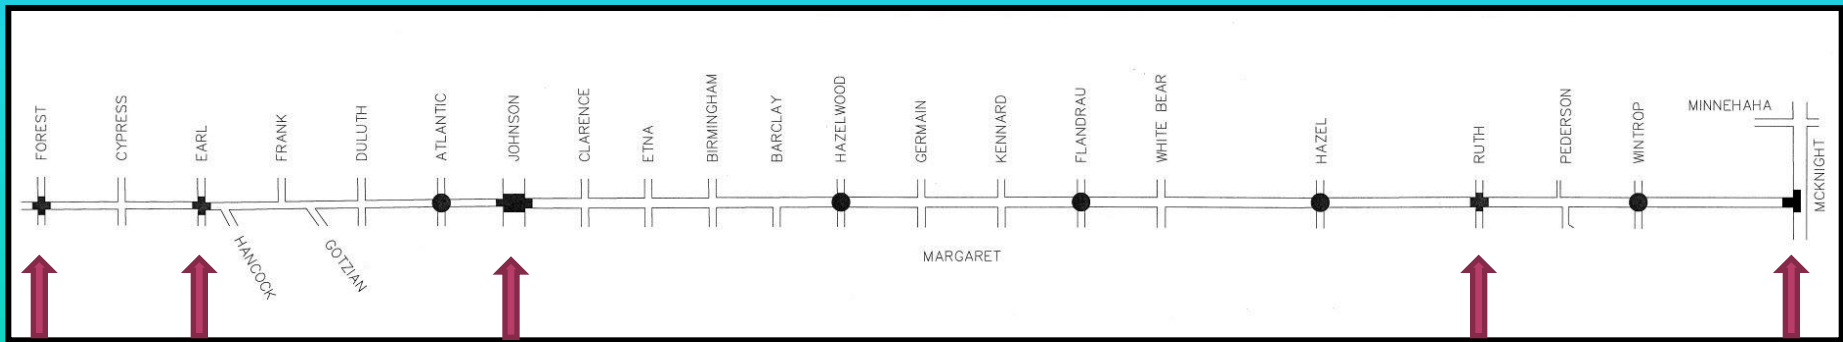 FOREST
CYPRESS
EARL
FRANK
DULUTH
ATLANTIC
JOHNSON
CLARENCE
ETNA
BIRMINGHAM
BARCLAY
HAZELWOOD
GERMAIN
KENNARD
FLANDRAU
WHITE BEAR
HAZEL
RUTH
PEDERSON
WINTROP
MINNEHAHA
MCKNIGHT
HANCOCK
GOTZIAN
MARGARET